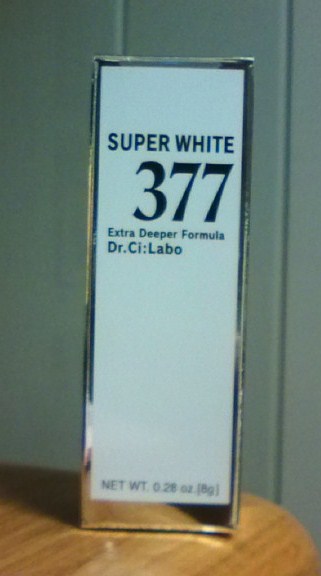 SUPER WHITE
377
Extra Deeper Formula
Dr.Ci:Labo
NET WT. 0.28 oz.[8g]